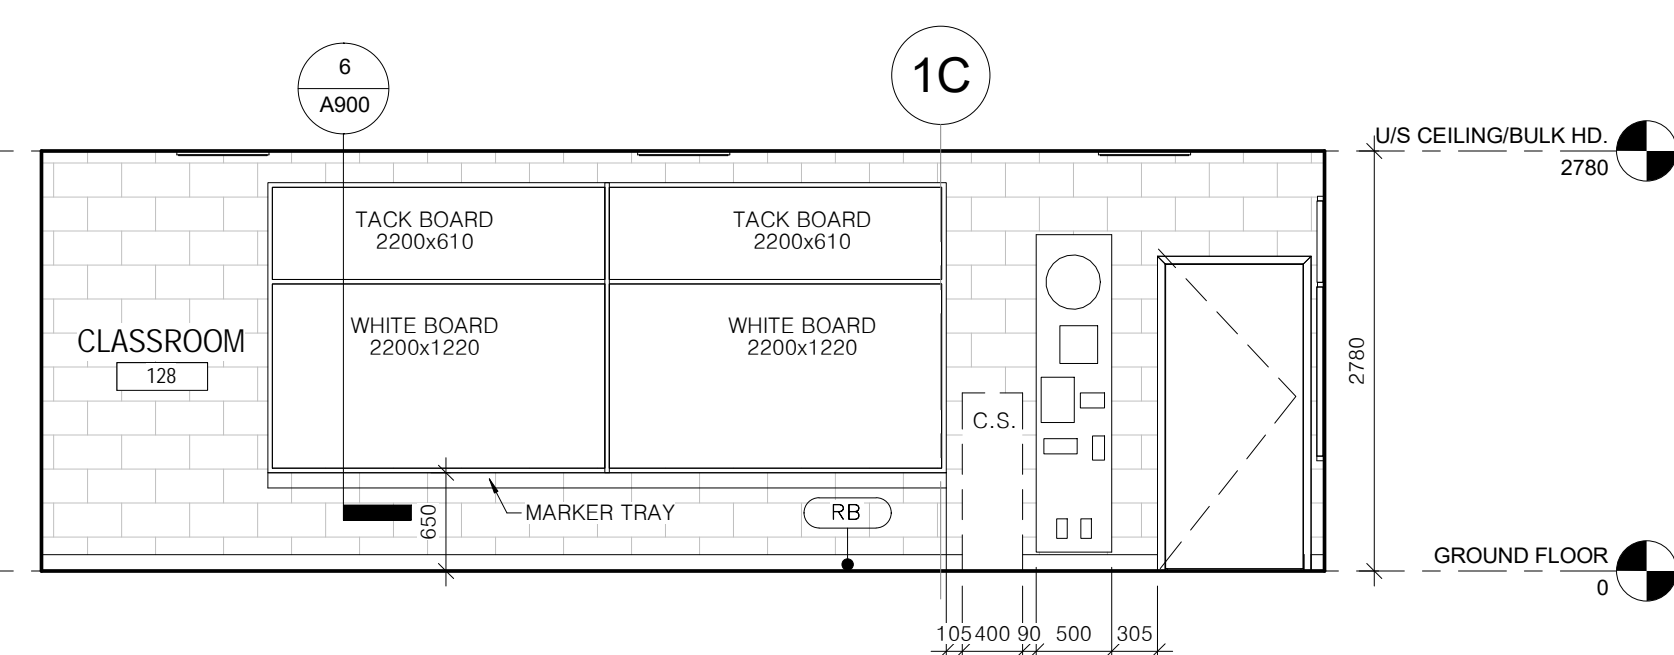 6
A900
1C
U/S CEILING/BULK HD.
2780
TACK BOARD
2200x610
TACK BOARD
2200x610
WHITE BOARD
2200x1220
WHITE BOARD
2200x1220
CLASSROOM
128
2780
C.S.
MARKER TRAY
650
RB
GROUND FLOOR
0
105 400 90 500 305